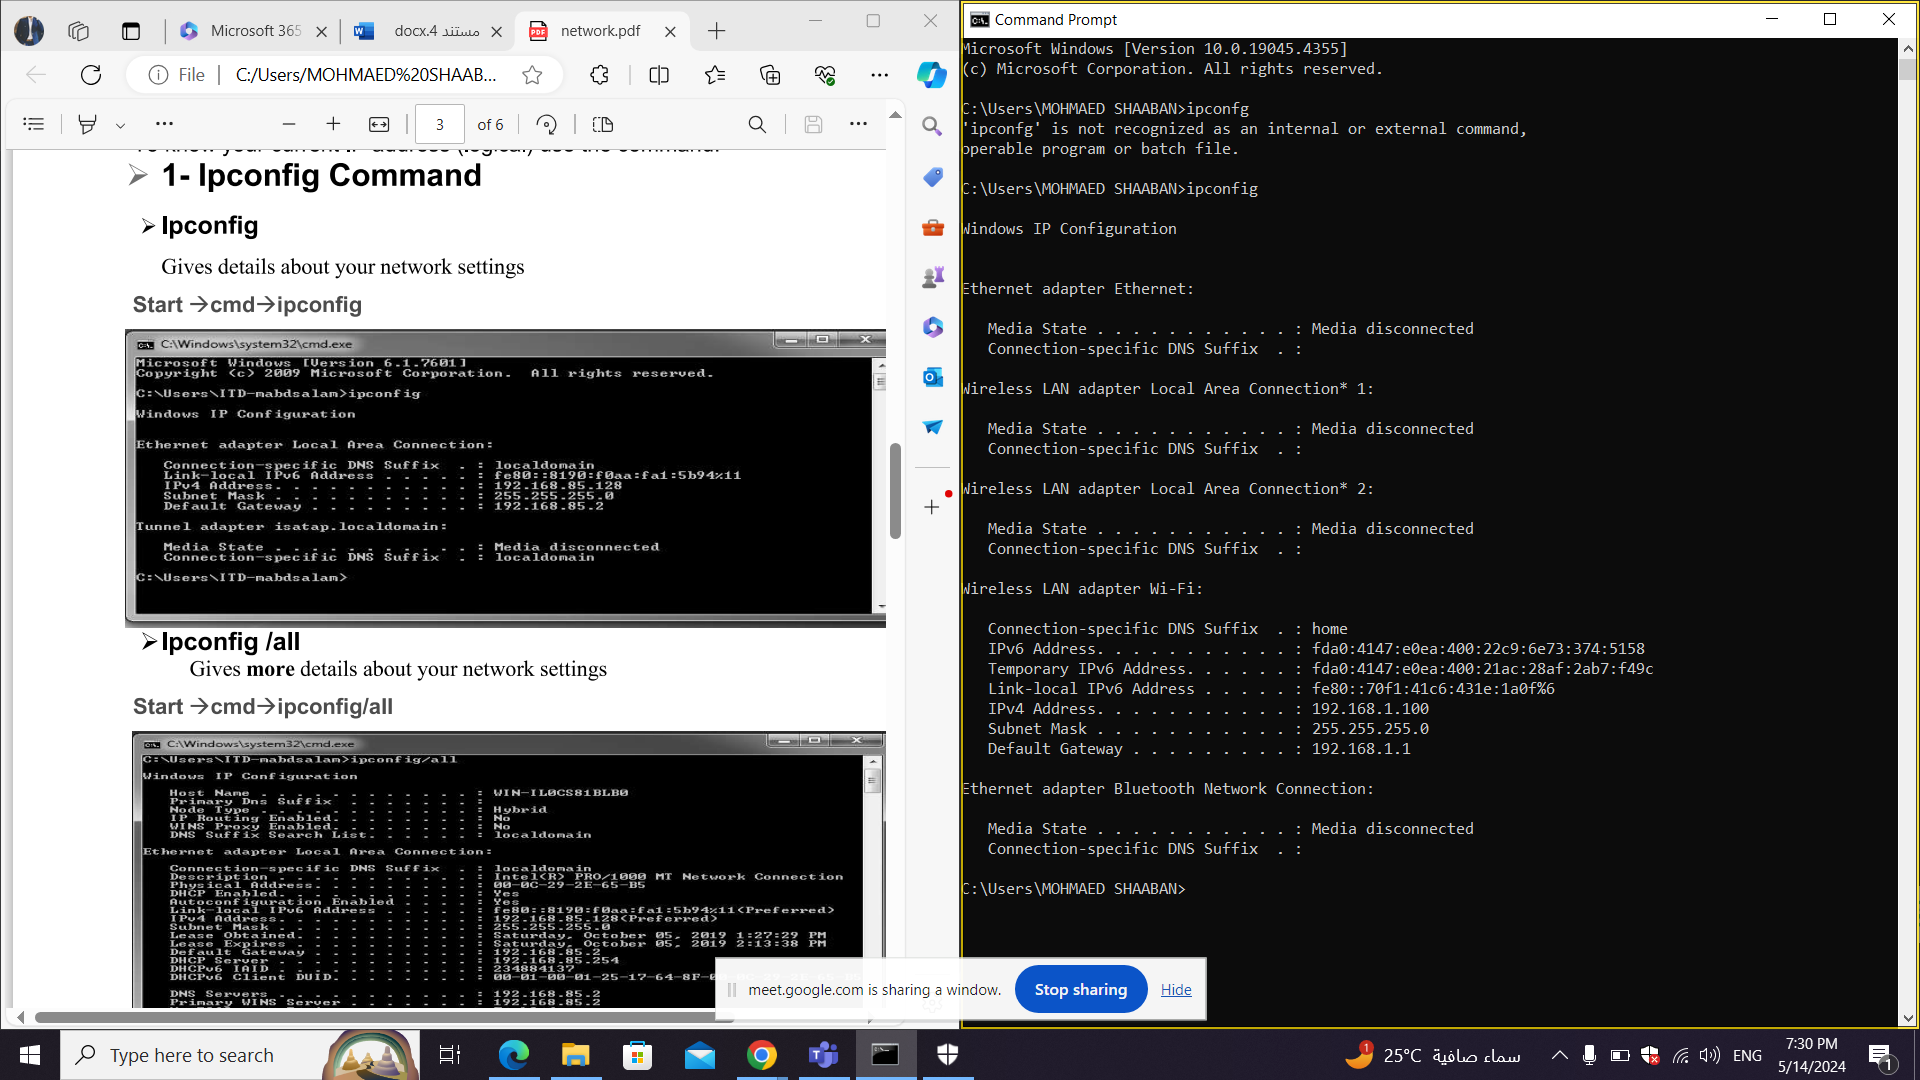 Microsoft 365
مستند 4.docx
network.pdf
File
C:/Users/MOHMAED%20SHAAB...
3 of 6
1- Ipconfig Command
Ipconfig
Gives details about your network settings
Start →cmd→ipconfig
C:\Windows\system32\cmd.exe
Microsoft Windows [Version 6.1.7601]
Copyright (c) 2009 Microsoft Corporation.  All rights reserved.
C:\Users\ITD-mabdsalam>ipconfig
Windows IP Configuration
Ethernet adapter Local Area Connection:
Connection-specific DNS Suffix  . : localdomain
Link-local IPv6 Address . . . . . : fe80::8190:f0aa:fa1:5b94%11
IPv4 Address. . . . . . . . . . . : 192.168.85.128
Subnet Mask . . . . . . . . . . . : 255.255.255.0
Default Gateway . . . . . . . . . : 192.168.85.2
Tunnel adapter isatap.localdomain:
Media State . . . . . . . . . . . : Media disconnected
Connection-specific DNS Suffix  . : localdomain
C:\Users\ITD-mabdsalam>
Ipconfig /all
Gives more details about your network settings
Start →cmd→ipconfig/all
C:\Windows\system32\cmd.exe
C:\Users\ITD-mabdsalam>ipconfig/all
Windows IP Configuration
Host Name . . . . . . . . . . . . : WIN-IL0CS81BLB0
Primary Dns Suffix  . . . . . . . :
Node Type . . . . . . . . . . . . : Hybrid
IP Routing Enabled. . . . . . . . : No
WINS Proxy Enabled. . . . . . . . : No
DNS Suffix Search List. . . . . . : localdomain
Ethernet adapter Local Area Connection:
Connection-specific DNS Suffix  . : localdomain
Description . . . . . . . . . . . : Intel(R) PRO/1000 MT Network Connection
Physical Address. . . . . . . . . : 00-0C-29-2E-65-B5
DHCP Enabled. . . . . . . . . . . : Yes
Autoconfiguration Enabled . . . . : Yes
Link-local IPv6 Address . . . . . : fe80::8190:f0aa:fa1:5b94%11(Preferred)
IPv4 Address. . . . . . . . . . . : 192.168.85.128(Preferred)
Subnet Mask . . . . . . . . . . . : 255.255.255.0
Lease Obtained. . . . . . . . . . : Saturday, October 05, 2019 1:27:29 PM
Lease Expires . . . . . . . . . . : Saturday, October 05, 2019 2:13:38 PM
Default Gateway . . . . . . . . . : 192.168.85.2
DHCP Server . . . . . . . . . . . : 192.168.85.254
DHCPv6 IAID . . . . . . . . . . . : 234884137
DHCPv6 Client DUID. . . . . . . . : 00-01-00-01-25-17-64-8F
DNS Servers . . . . . . . . . . . : 192.168.85.2
Primary WINS Server . . . . . . . : 192.168.85.2
Command Prompt
Microsoft Windows [Version 10.0.19045.4355]
(c) Microsoft Corporation. All rights reserved.
C:\Users\MOHMAED SHAABAN>ipconfg
'ipconfg' is not recognized as an internal or external command,
operable program or batch file.
C:\Users\MOHMAED SHAABAN>ipconfig
Windows IP Configuration
Ethernet adapter Ethernet:
Media State . . . . . . . . . . . : Media disconnected
Connection-specific DNS Suffix  . :
Wireless LAN adapter Local Area Connection* 1:
Media State . . . . . . . . . . . : Media disconnected
Connection-specific DNS Suffix  . :
Wireless LAN adapter Local Area Connection* 2:
Media State . . . . . . . . . . . : Media disconnected
Connection-specific DNS Suffix  . :
Wireless LAN adapter Wi-Fi:
Connection-specific DNS Suffix  . : home
IPv6 Address. . . . . . . . . . . : fda0:4147:e0ea:400:22c9:6e73:374:5158
Temporary IPv6 Address. . . . . . : fda0:4147:e0ea:400:21ac:28af:2ab7:f49c
Link-local IPv6 Address . . . . . : fe80::70f1:41c6:431e:1a0f%6
IPv4 Address. . . . . . . . . . . : 192.168.1.100
Subnet Mask . . . . . . . . . . . : 255.255.255.0
Default Gateway . . . . . . . . . : 192.168.1.1
Ethernet adapter Bluetooth Network Connection:
Media State . . . . . . . . . . . : Media disconnected
Connection-specific DNS Suffix  . :
C:\Users\MOHMAED SHAABAN>
meet.google.com is sharing a window.
Stop sharing
Hide
Type here to search
1
25°C سماء صافية
ENG
7:30 PM
5/14/2024
1